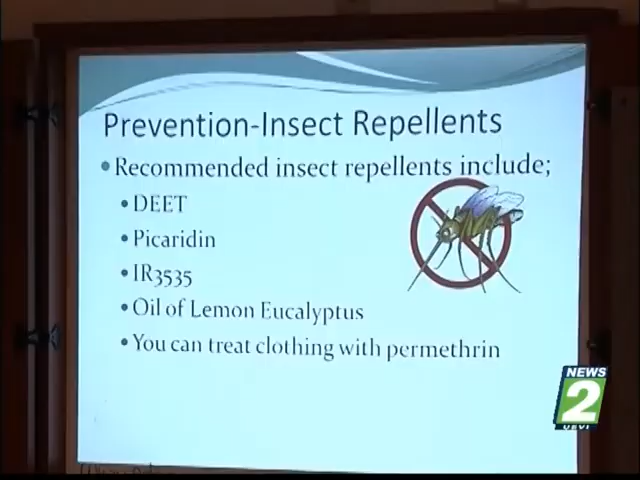 Prevention-Insect Repellents
•Recommended insect repellents include;
•DEET
•Picaridin
•IR3535
•Oil of Lemon Eucalyptus
•You can treat clothing with permethrin
NEWS
2